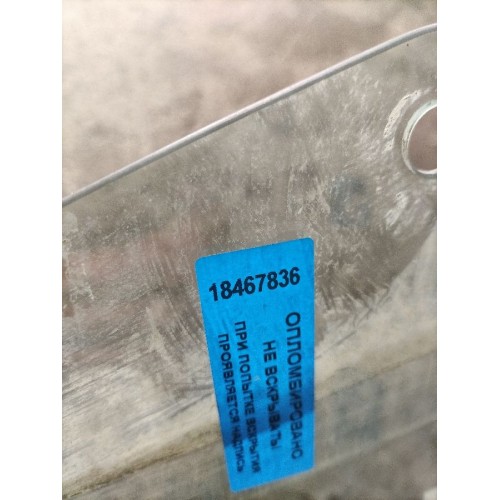 18467836
ОПЛОМБИРОВАНО
НЕ ВСКРЫВАТЬ!
ПРИ ПОПЫТКЕ ВСКРЫТИЯ
ПРОЯВЛЯЕТСЯ НАДПИСЬ